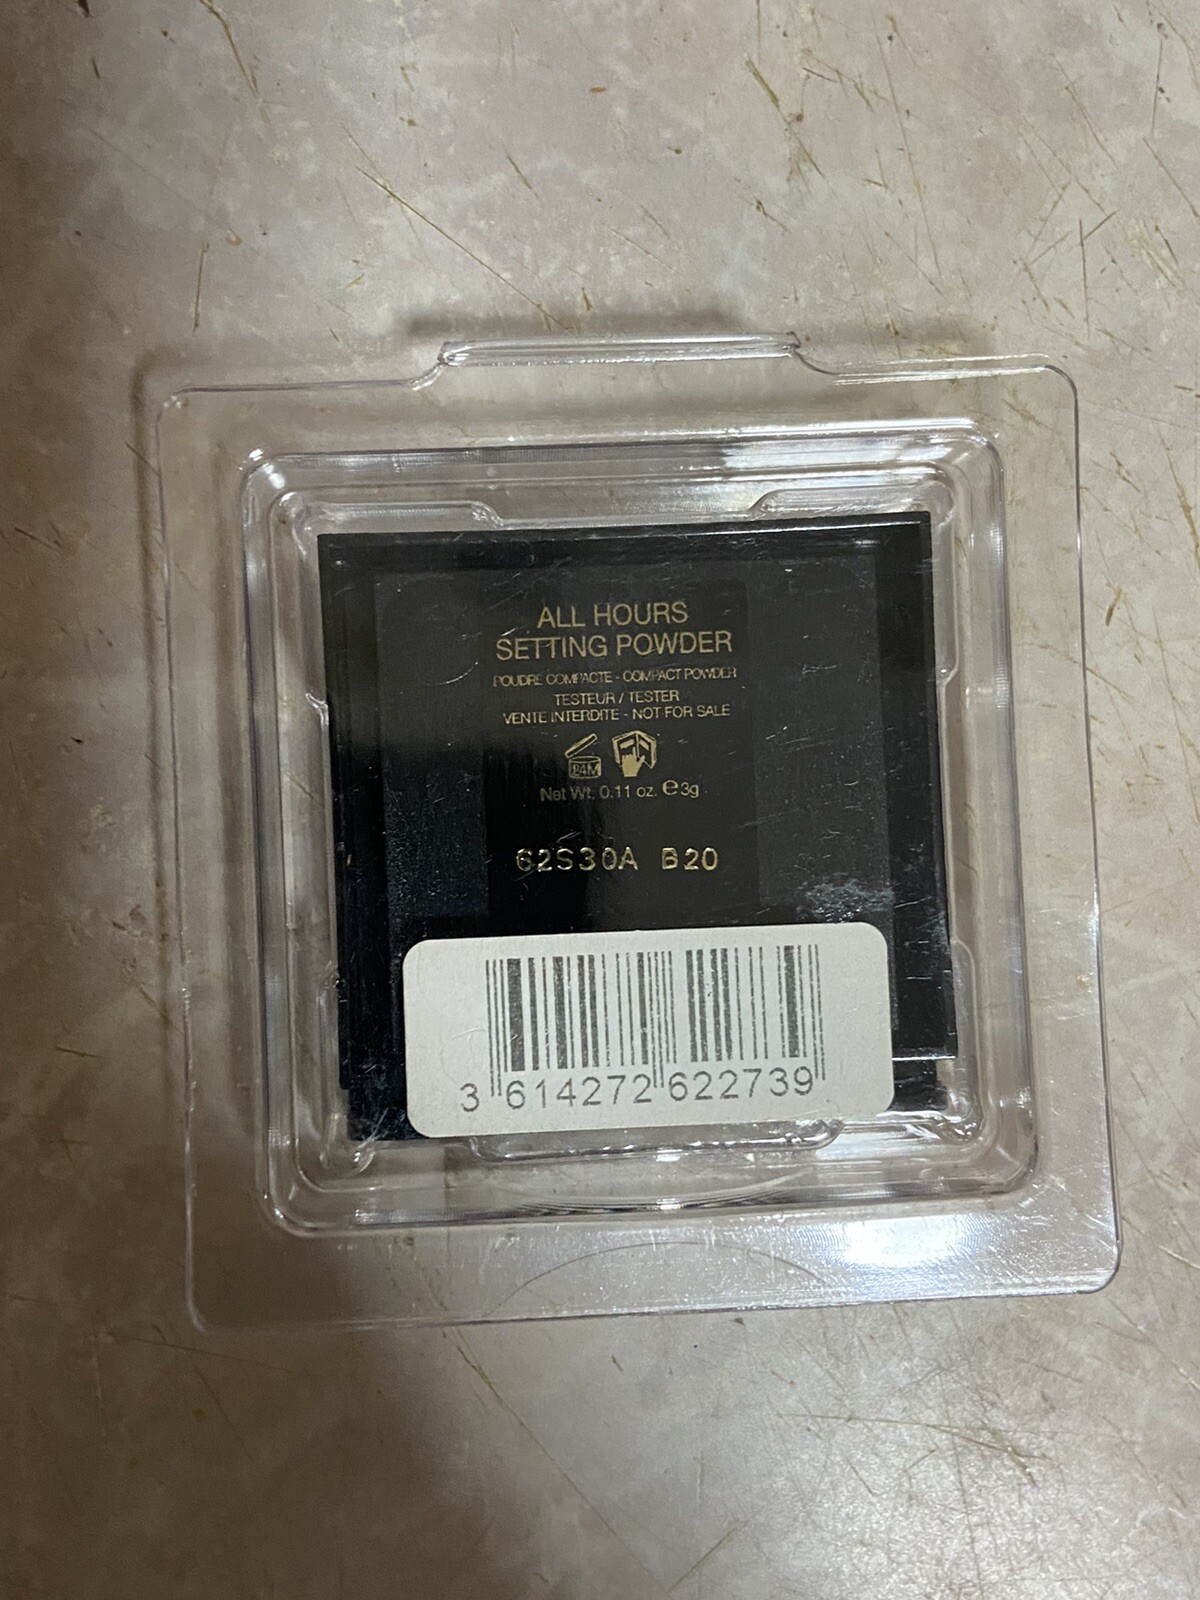 ALL HOURS
SETTING POWDER
POUDRE COMPACTE - COMPACT POWDER
TESTEUR / TESTER
VENTE INTERDITE - NOT FOR SALE
24M
Net Wt. 0.11 oz. ℮ 3g
62S30A B20
3 614272 622739